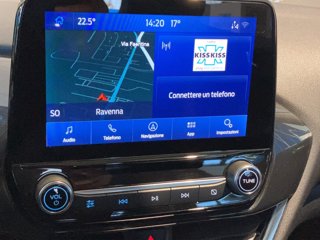 22.5° 14:20 17°
Via Faentina
KISSKISS
Connettere un telefono
SO Ravenna
Audio Telefono Navigazione App Impostazioni
VOL
TUNE